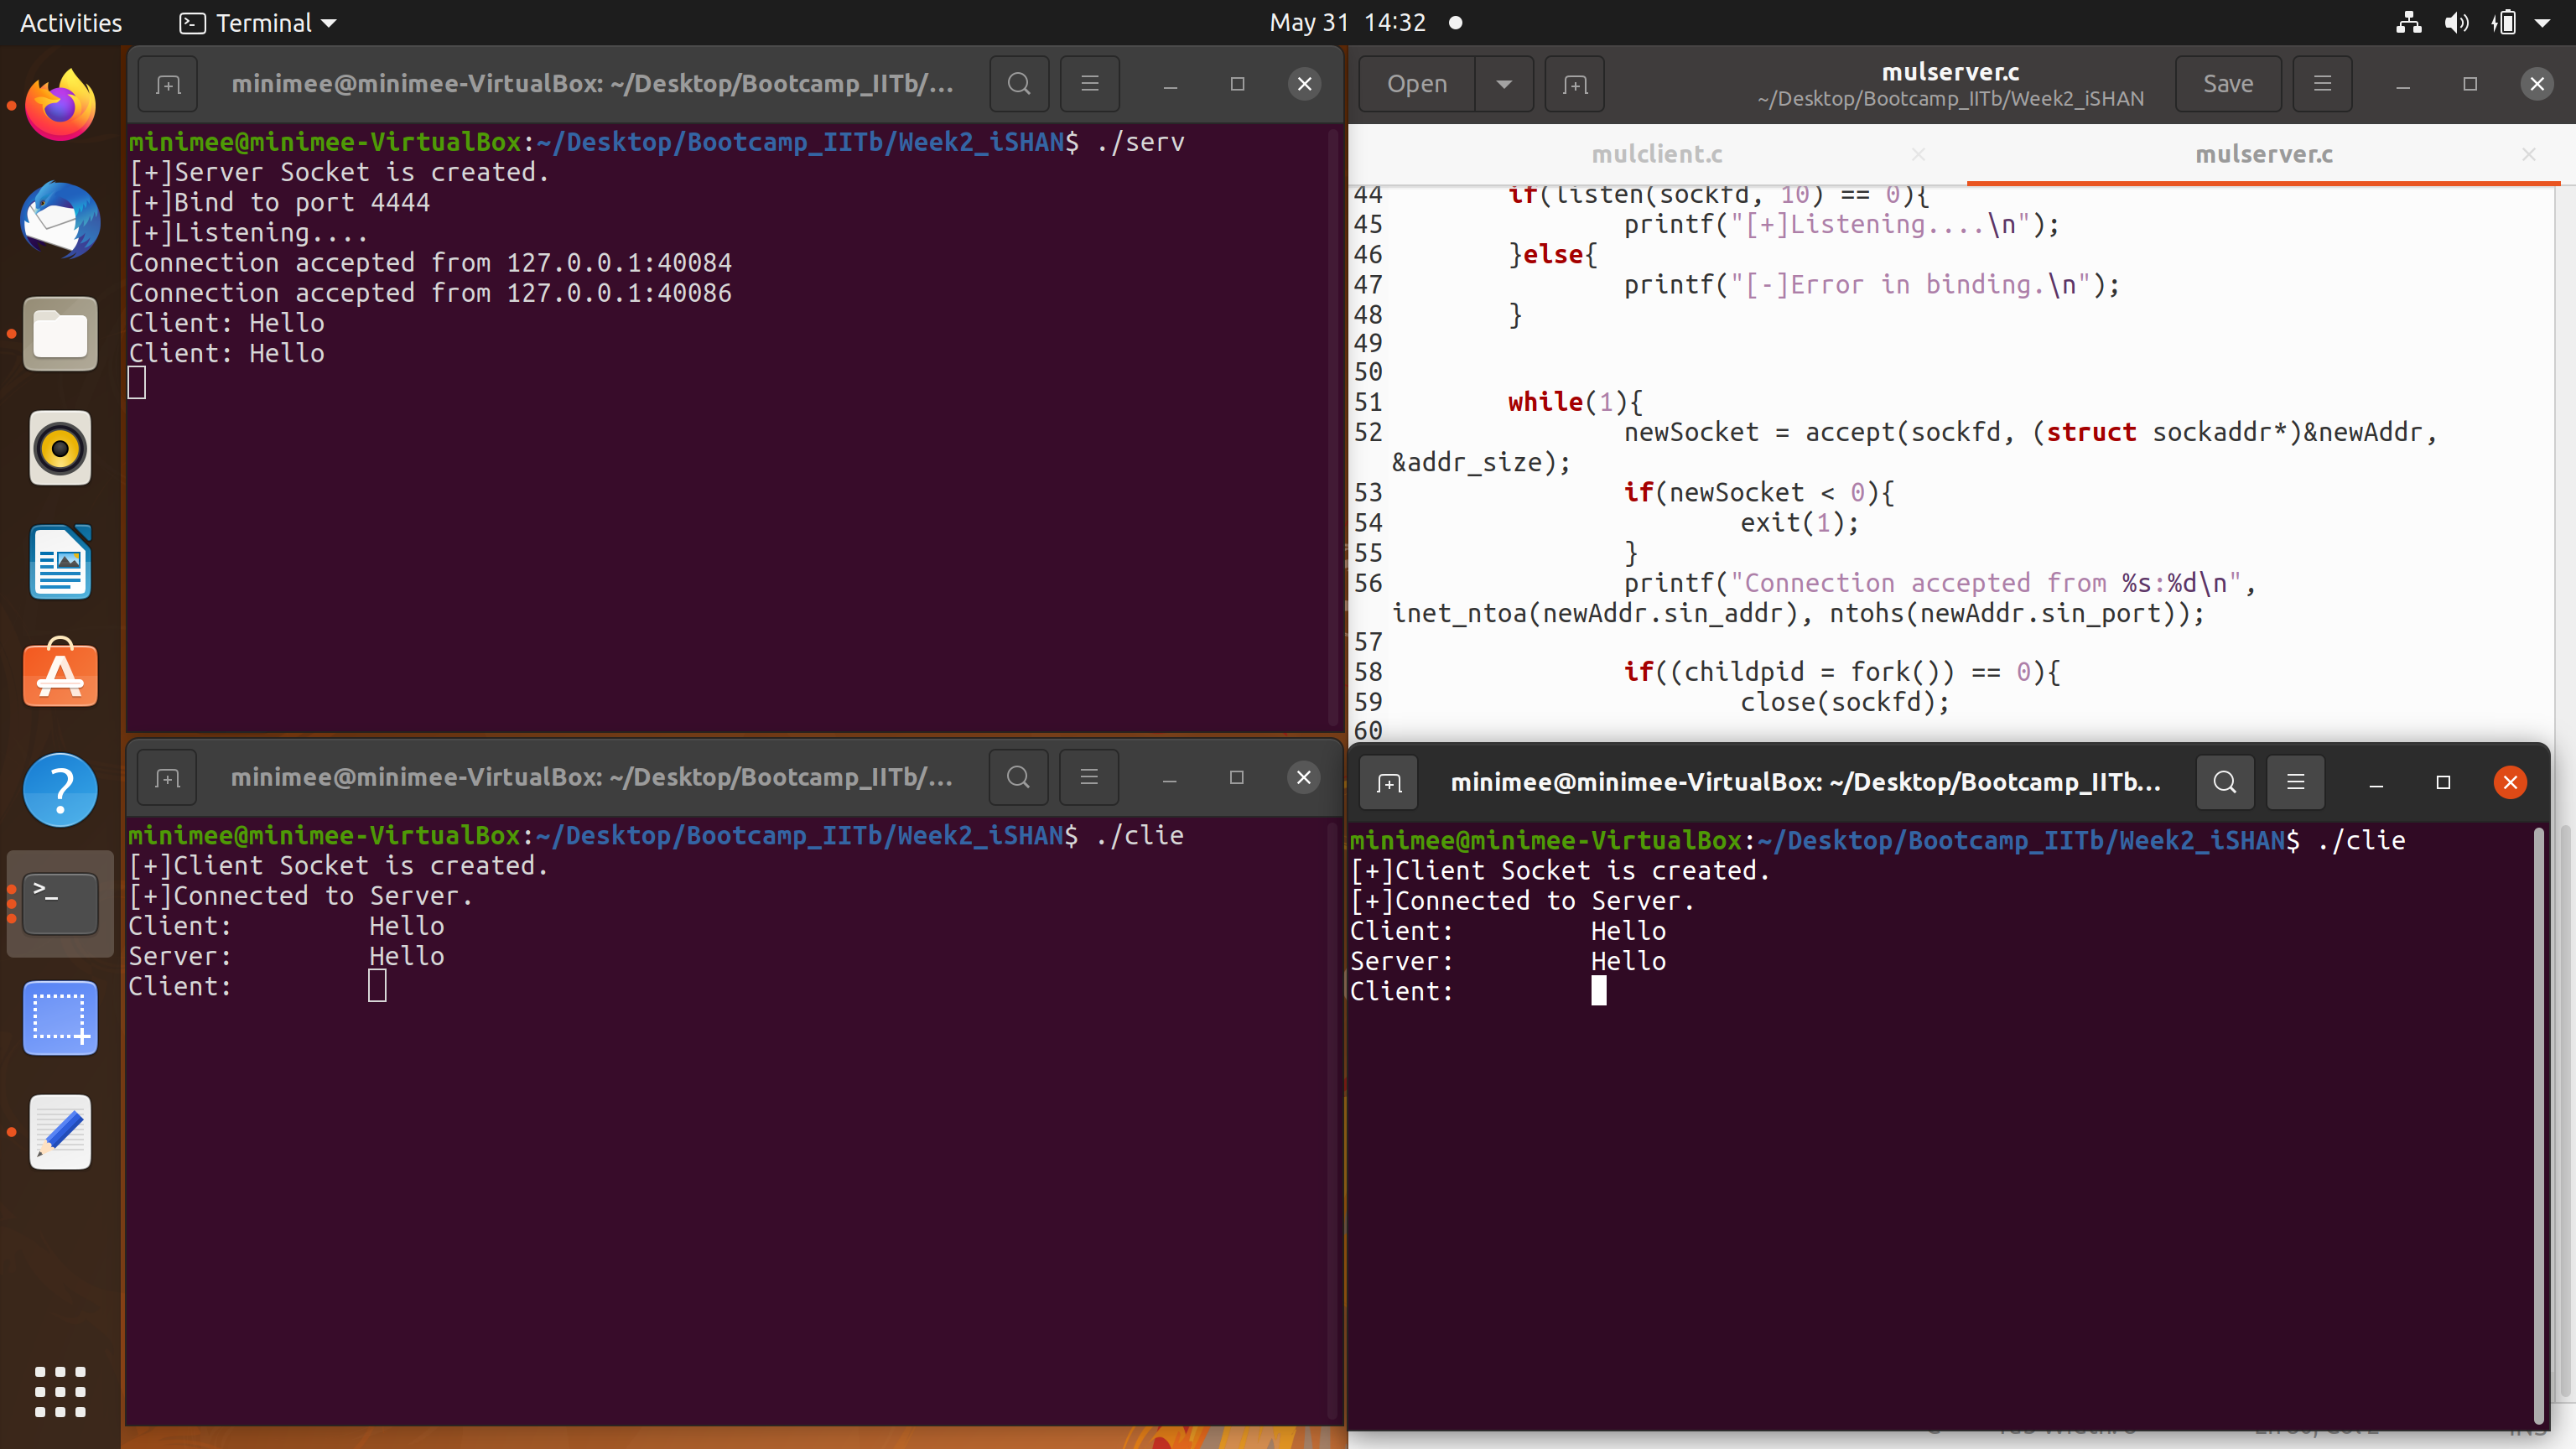 Activities Terminal May 31 14:32
minimee@minimee-VirtualBox: ~/Desktop/Bootcamp_IITb/...
minimee@minimee-VirtualBox:~/Desktop/Bootcamp_IITb/Week2_iSHAN$ ./serv
[+]Server Socket is created.
[+]Bind to port 4444
[+]Listening....
Connection accepted from 127.0.0.1:40084
Connection accepted from 127.0.0.1:40086
Client: Hello
Client: Hello
Open mulserver.c Save
~/Desktop/Bootcamp_IITb/Week2_iSHAN
mulclient.c mulserver.c
44 if(listen(sockfd, 10) == 0){
45 printf("[+]Listening....\n");
46 }else{
47 printf("[-]Error in binding.\n");
48 }
49
50
51 while(1){
52 newSocket = accept(sockfd, (struct sockaddr*)&newAddr,
&addr_size);
53 if(newSocket < 0){
54 exit(1);
55 }
56 printf("Connection accepted from %s:%d\n",
inet_ntoa(newAddr.sin_addr), ntohs(newAddr.sin_port));
57
58 if((childpid = fork()) == 0){
59 close(sockfd);
60
minimee@minimee-VirtualBox: ~/Desktop/Bootcamp_IITb/...
minimee@minimee-VirtualBox:~/Desktop/Bootcamp_IITb/Week2_iSHAN$ ./clie
[+]Client Socket is created.
[+]Connected to Server.
Client: Hello
Server: Hello
Client:
minimee@minimee-VirtualBox: ~/Desktop/Bootcamp_IITb...
minimee@minimee-VirtualBox:~/Desktop/Bootcamp_IITb/Week2_iSHAN$ ./clie
[+]Client Socket is created.
[+]Connected to Server.
Client: Hello
Server: Hello
Client: